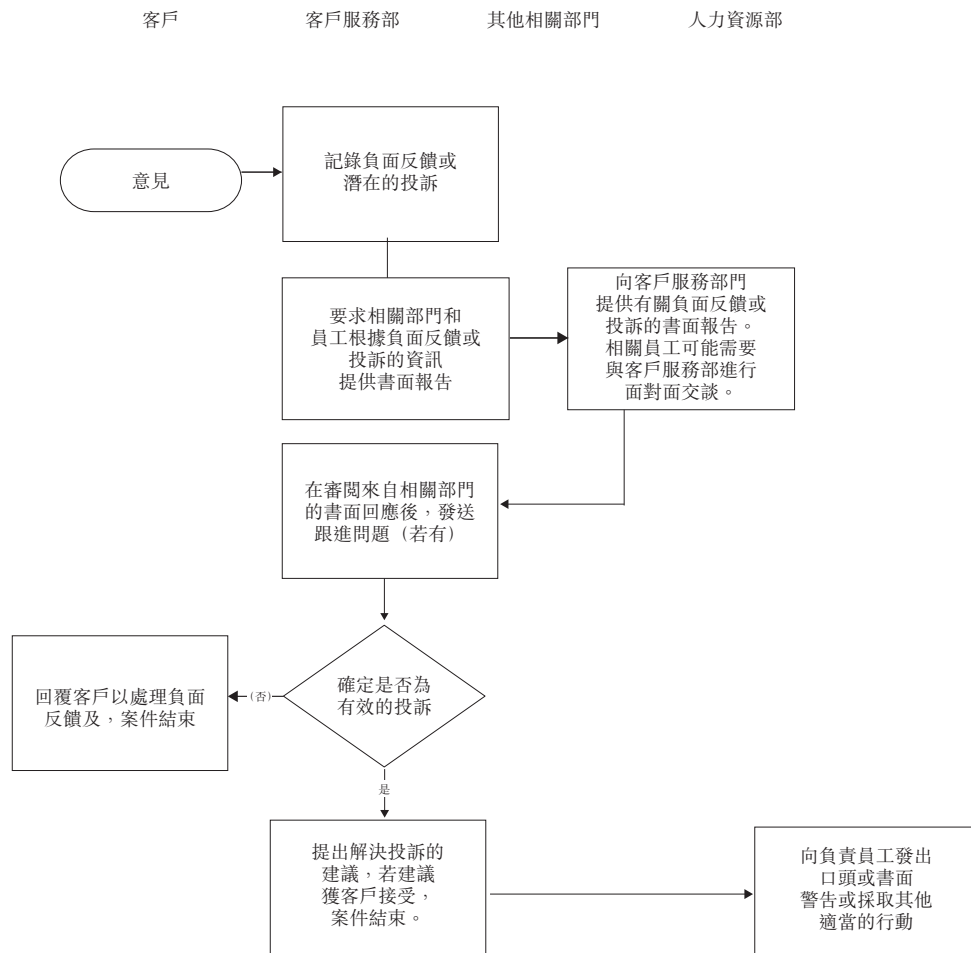 客戶
客戶服務部
其他相關部門
人力資源部
意見
記錄負面反饋或
潛在的投訴
要求相關部門和
員工根據負面反饋或
投訴的資訊
提供書面報告
向客戶服務部門
提供有關負面反饋或
投訴的書面報告。
相關員工可能需要
與客戶服務部進行
面對面交談。
在審閱來自相關部門
的書面回應後，發送
跟進問題（若有）
確定是否為
有效的投訴
(否)
回覆客戶以處理負面
反饋及，案件結束
是
提出解決投訴的
建議，若建議
獲客戶接受，
案件結束。
向負責員工發出
口頭或書面
警告或採取其他
適當的行動